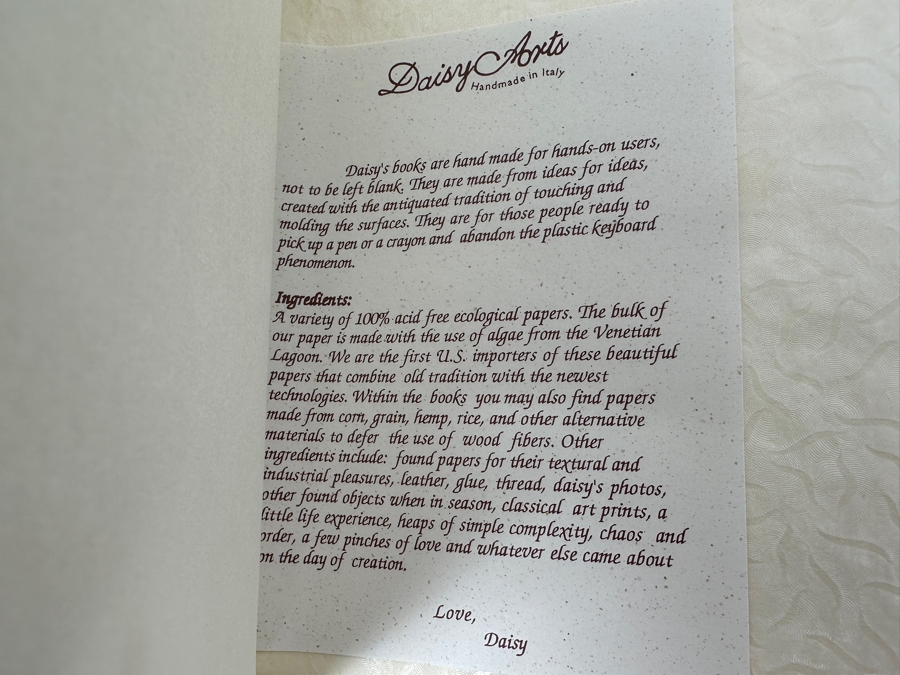 Daisy Arts
Handmade in Italy
Daisy's books are hand made for hands-on users,
not to be left blank. They are made from ideas for ideas,
created with the antiquated tradition of touching and
molding the surfaces. They are for those people ready to
pick up a pen or a crayon and abandon the plastic keyboard
phenomenon.
Ingredients:
A variety of 100% acid free ecological papers. The bulk of
our paper is made with the use of algae from the Venetian
Lagoon. We are the first U.S. importers of these beautiful
papers that combine old tradition with the newest
technologies. Within the books you may also find papers
made from corn, grain, hemp, rice, and other alternative
materials to defer the use of wood fibers. Other
ingredients include: found papers for their textural and
industrial pleasures, leather, glue, thread, daisy's photos,
other found objects when in season, classical art prints, a
little life experience, heaps of simple complexity, chaos and
order, a few pinches of love and whatever else came about
on the day of creation.
Love,
Daisy